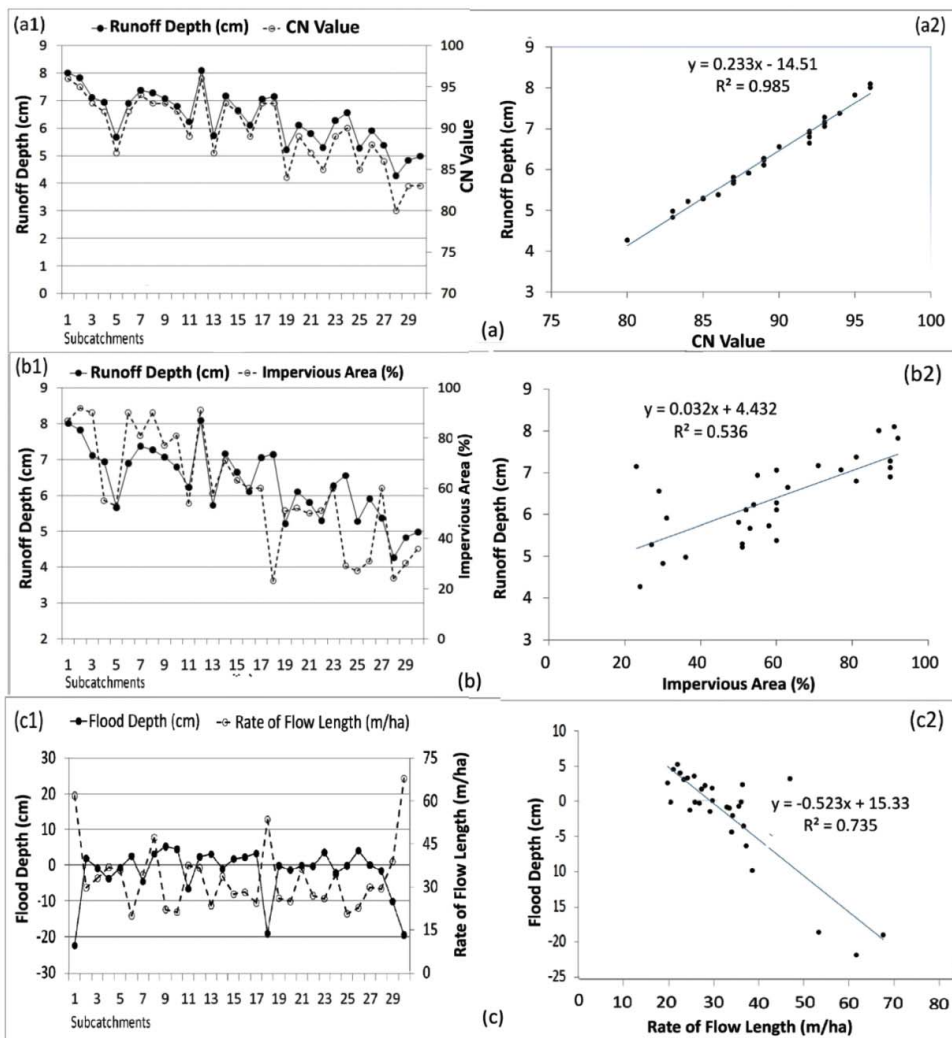 (a1)
Runoff Depth (cm) CN Value
9
8
7
6
5
4
3
2
1
0
Runoff Depth (cm)
100
95
90
85
80
75
70
CN Value
1 3 5 7 9 11 13 15 17 19 21 23 25 27 29
Subcatchments
(a)
(a2)
9
8
7
6
5
4
3
Runoff Depth (cm)
y = 0.233x - 14.51
R² = 0.985
75 80 85 90 95 100
CN Value
(b1)
Runoff Depth (cm) Impervious Area (%)
9
8
7
6
5
4
3
2
Runoff Depth (cm)
100
80
60
40
20
0
Impervious Area (%)
1 3 5 7 9 11 13 15 17 19 21 23 25 27 29
Subcatchments
(b)
(b2)
9
8
7
6
5
4
3
Runoff Depth (cm)
y = 0.032x + 4.432
R² = 0.536
0 20 40 60 80 100
Impervious Area (%)
(c1)
Flood Depth (cm) Rate of Flow Length (m/ha)
30
20
10
0
-10
-20
-30
Flood Depth (cm)
75
60
45
30
15
0
Rate of Flow Length (m/ha)
1 3 5 7 9 11 13 15 17 19 21 23 25 27 29
Subcatchments
(c)
(c2)
10
5
0
-5
10
-15
-20
-25
Flood Depth (cm)
y = -0.523x + 15.33
R² = 0.735
0 10 20 30 40 50 60 70 80
Rate of Flow Length (m/ha)